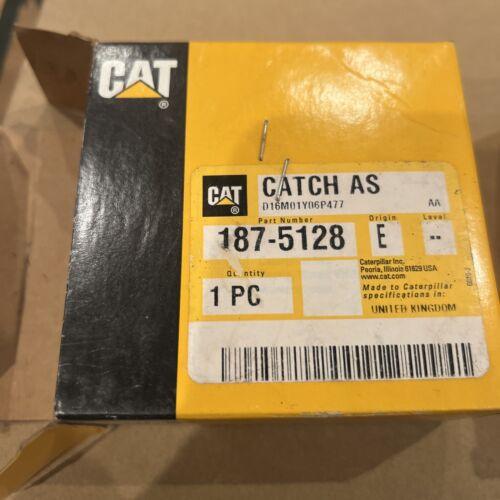 CAT
®
CAT
®
CATCH AS
D16M01Y06P477
AA
Part Number
Origin
Level
187-5128
E
--
Quantity
1 PC
Caterpillar Inc.
Peoria, Illinois 61629 USA
www.cat.com
Made to Caterpillar
specifications in:
UNITED KINGDOM